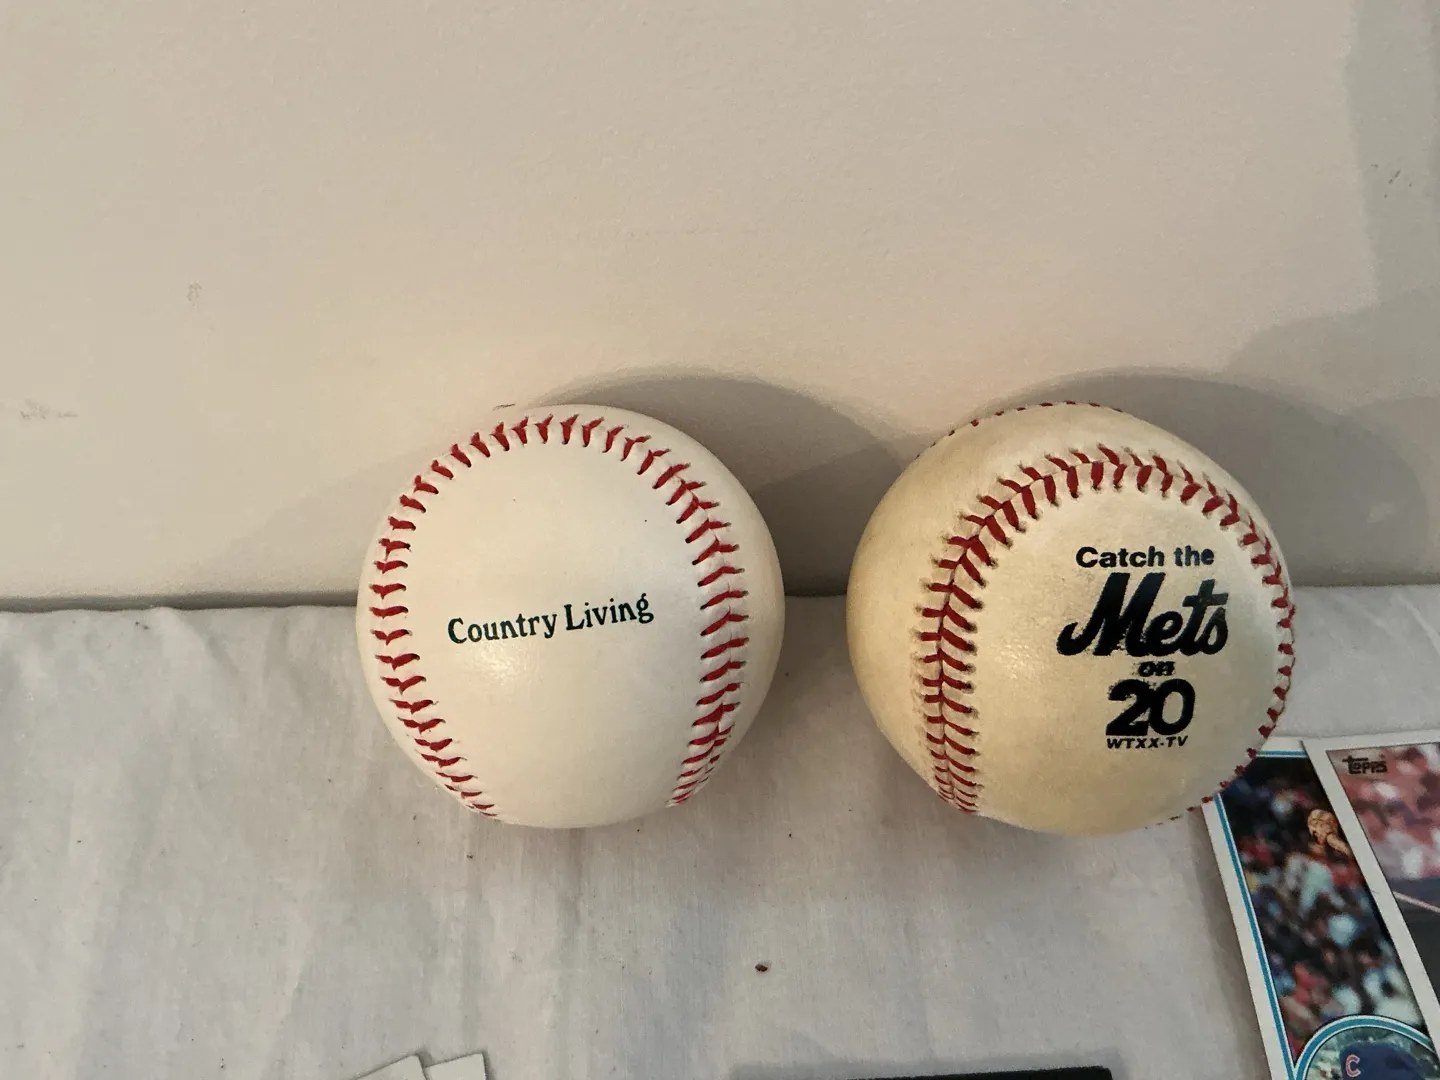 Country Living
Catch the
Mets
on
20
WTXX-TV
TOPPS
C